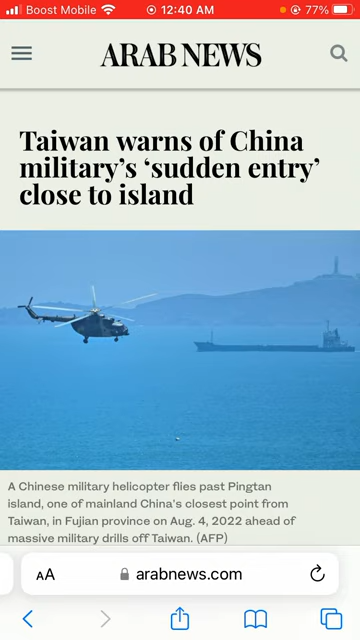 Boost Mobile 12:40 AM 77%
ARAB NEWS
Taiwan warns of China
military's ‘sudden entry’
close to island
A Chinese military helicopter flies past Pingtan
island, one of mainland China's closest point from
Taiwan, in Fujian province on Aug. 4, 2022 ahead of
massive military drills off Taiwan. (AFP)
AA arabnews.com